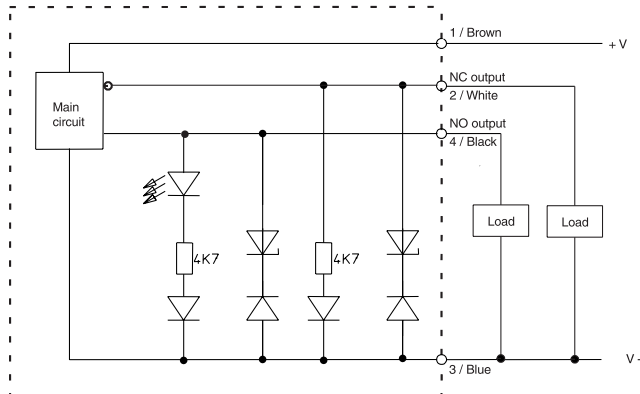 1 / Brown
+ V
NC output
2 / White
Main
circuit
NO output
4 / Black
Load
Load
4K7
4K7
V -
3 / Blue